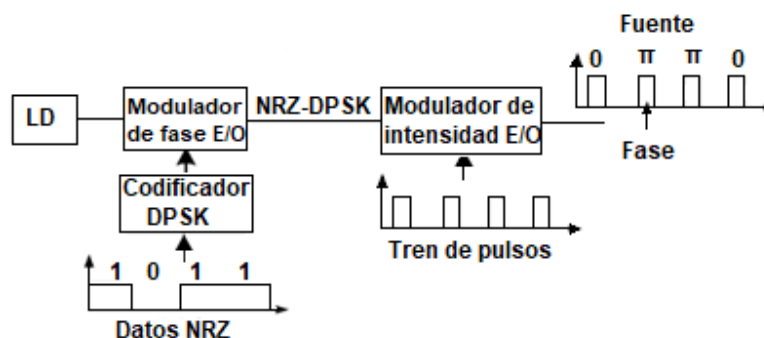 Fuente
0 π π 0
Fase
LD
Modulador
de fase E/O
NRZ-DPSK
Modulador de
intensidad E/O
Codificador
DPSK
Tren de pulsos
1 0 1 1
Datos NRZ